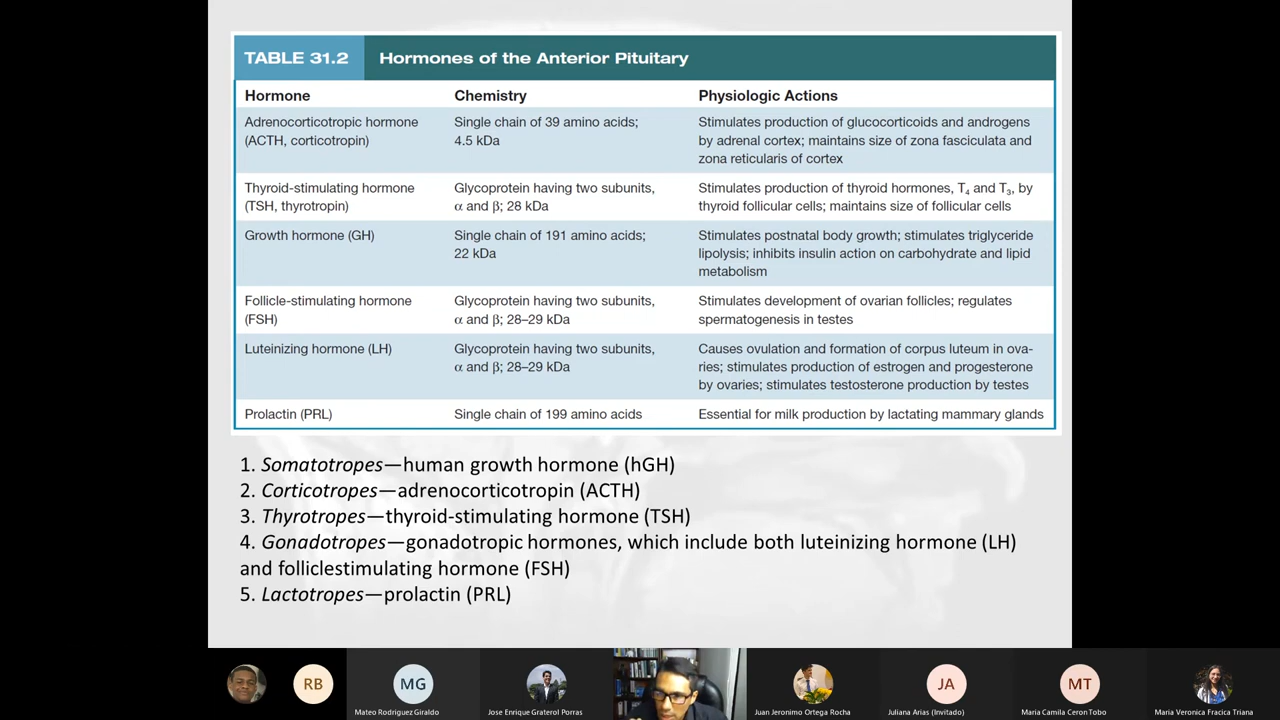 TABLE 31.2 Hormones of the Anterior Pituitary
Hormone Chemistry Physiologic Actions
Adrenocorticotropic hormone
(ACTH, corticotropin)
Single chain of 39 amino acids;
4.5 kDa
Stimulates production of glucocorticoids and androgens
by adrenal cortex; maintains size of zona fasciculata and
zona reticularis of cortex
Thyroid-stimulating hormone
(TSH, thyrotropin)
Glycoprotein having two subunits,
α and β; 28 kDa
Stimulates production of thyroid hormones, T₄ and T₃, by
thyroid follicular cells; maintains size of follicular cells
Growth hormone (GH)
Single chain of 191 amino acids;
22 kDa
Stimulates postnatal body growth; stimulates triglyceride
lipolysis; inhibits insulin action on carbohydrate and lipid
metabolism
Follicle-stimulating hormone
(FSH)
Glycoprotein having two subunits,
α and β; 28–29 kDa
Stimulates development of ovarian follicles; regulates
spermatogenesis in testes
Luteinizing hormone (LH)
Glycoprotein having two subunits,
α and β; 28–29 kDa
Causes ovulation and formation of corpus luteum in ova-
ries; stimulates production of estrogen and progesterone
by ovaries; stimulates testosterone production by testes
Prolactin (PRL)
Single chain of 199 amino acids
Essential for milk production by lactating mammary glands
1. Somatotropes—human growth hormone (hGH)
2. Corticotropes—adrenocorticotropin (ACTH)
3. Thyrotropes—thyroid-stimulating hormone (TSH)
4. Gonadotropes—gonadotropic hormones, which include both luteinizing hormone (LH)
and folliclestimulating hormone (FSH)
5. Lactotropes—prolactin (PRL)
RB
MG
JA
MT
Mateo Rodriguez Giraldo
Jose Enrique Graterol Porras
Juan Jeronimo Ortega Rocha
Juliana Arias (Invitado)
Maria Camila Ceron Tobo
Maria Veronica Fracica Triana